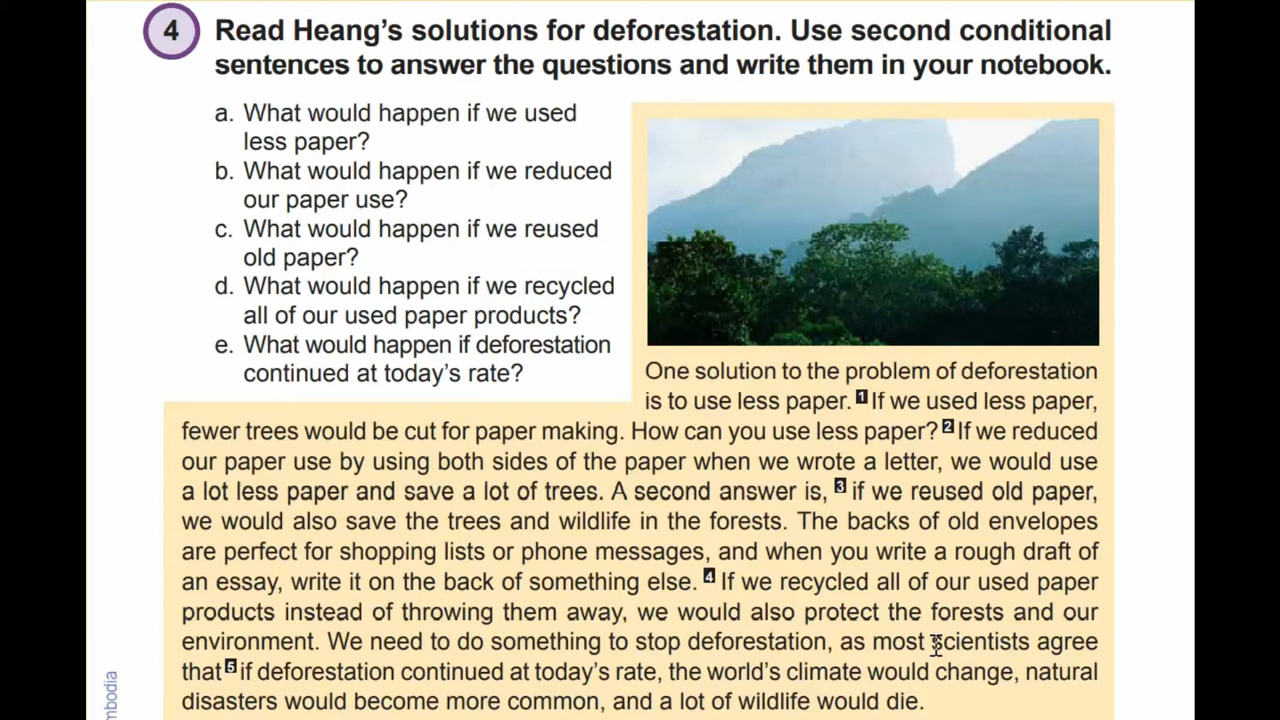 4 Read Heang's solutions for deforestation. Use second conditional
sentences to answer the questions and write them in your notebook.
a. What would happen if we used
less paper?
b. What would happen if we reduced
our paper use?
c. What would happen if we reused
old paper?
d. What would happen if we recycled
all of our used paper products?
e. What would happen if deforestation
continued at today's rate?
One solution to the problem of deforestation
is to use less paper. 1 If we used less paper,
fewer trees would be cut for paper making. How can you use less paper? 2 If we reduced
our paper use by using both sides of the paper when we wrote a letter, we would use
a lot less paper and save a lot of trees. A second answer is, 3 if we reused old paper,
we would also save the trees and wildlife in the forests. The backs of old envelopes
are perfect for shopping lists or phone messages, and when you write a rough draft of
an essay, write it on the back of something else. 4 If we recycled all of our used paper
products instead of throwing them away, we would also protect the forests and our
environment. We need to do something to stop deforestation, as most scientists agree
that 5 if deforestation continued at today's rate, the world's climate would change, natural
disasters would become more common, and a lot of wildlife would die.